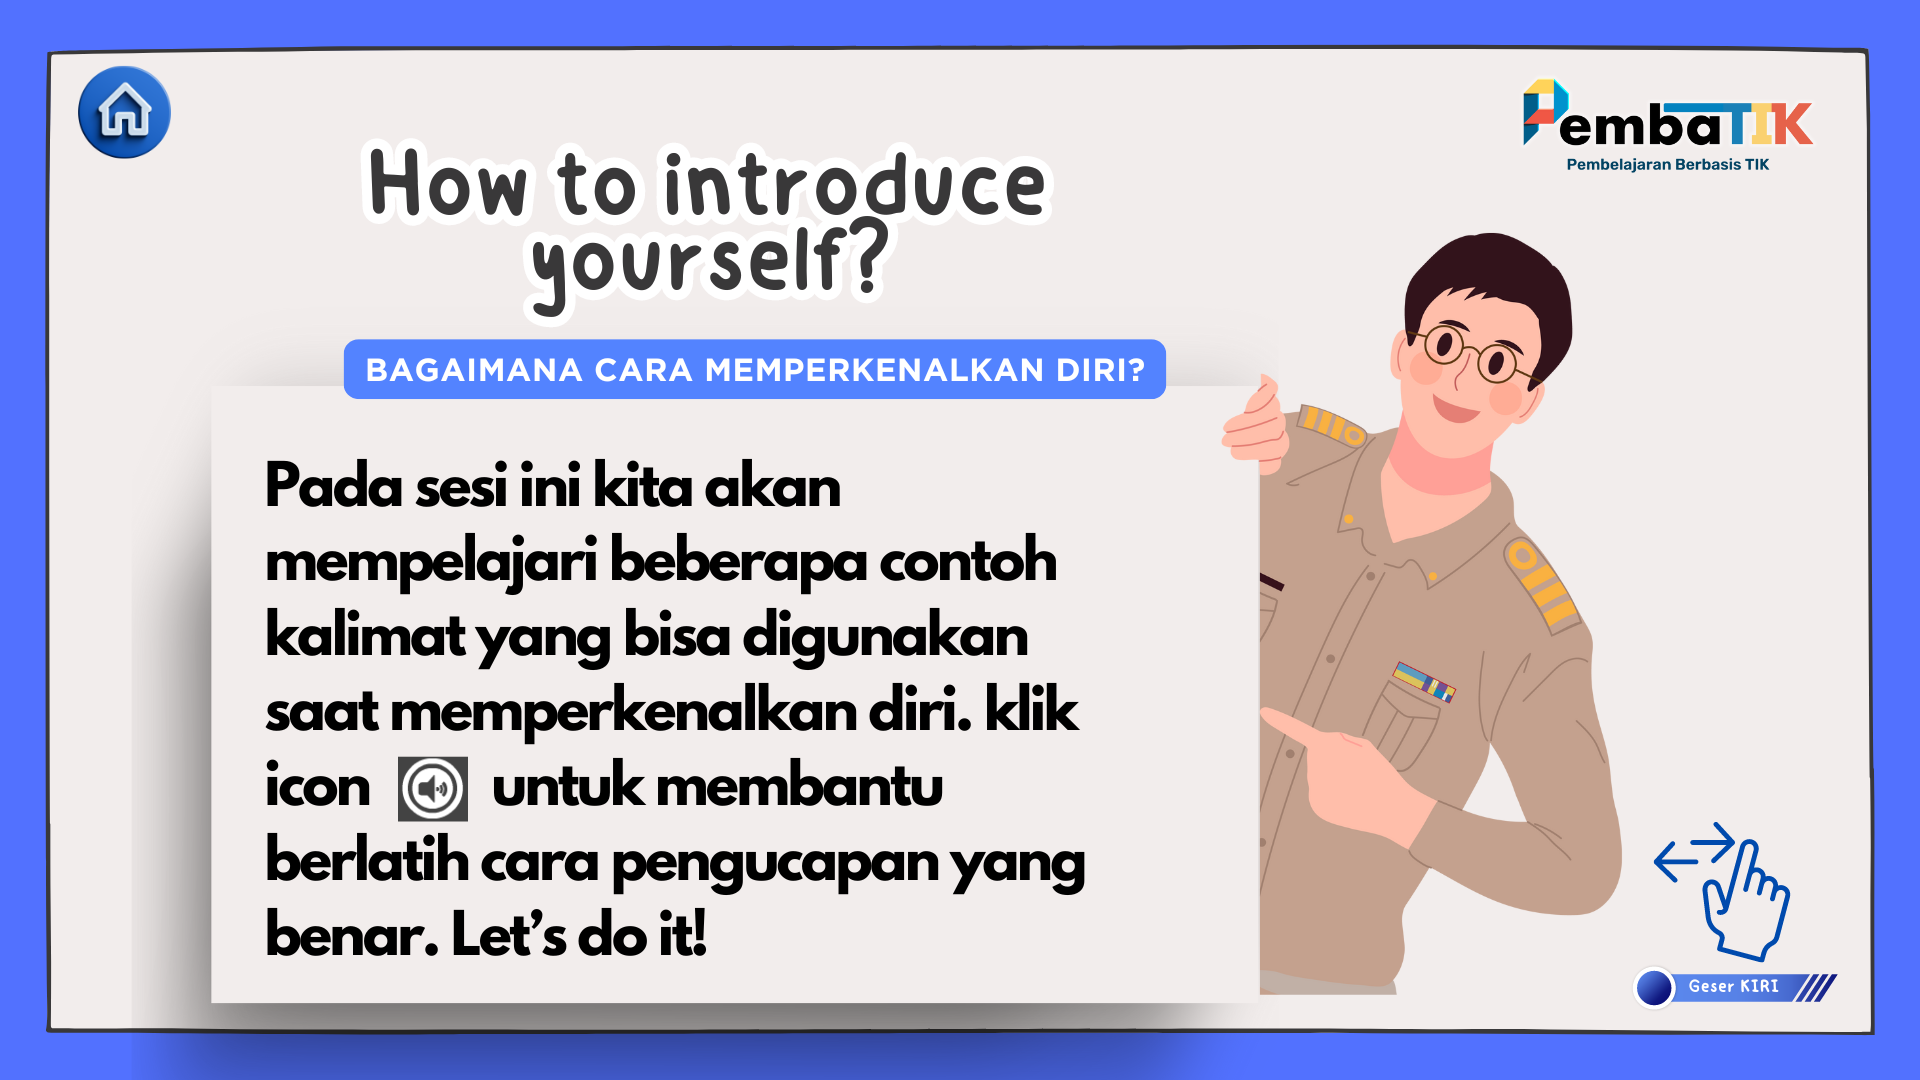 PembaTIK
Pembelajaran Berbasis TIK
How to introduce
yourself?
BAGAIMANA CARA MEMPERKENALKAN DIRI?
Pada sesi ini kita akan
mempelajari beberapa contoh
kalimat yang bisa digunakan
saat memperkenalkan diri. klik
icon untuk membantu
berlatih cara pengucapan yang
benar. Let's do it!
Geser KIRI